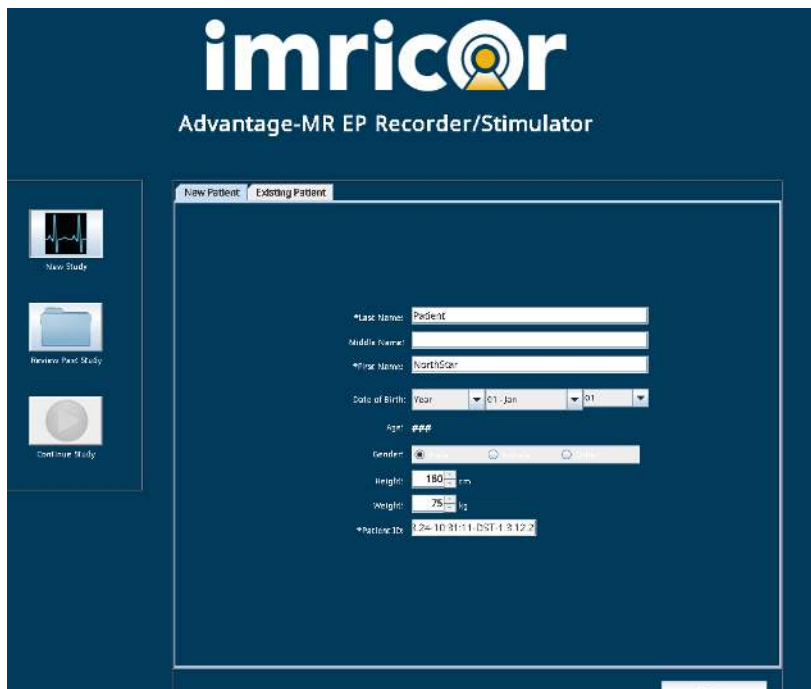 imricor
Advantage-MR EP Recorder/Stimulator
New Patient Existing Patient
New Study
Review Past Study
Continue Study
*Last Name: Patient
Middle Name:
*First Name: NorthStar
Date of Birth: Year 01 - Jan 01
Age: ###
Gender:
Height: 180 cm
Weight: 75 kg
*Patient ID: